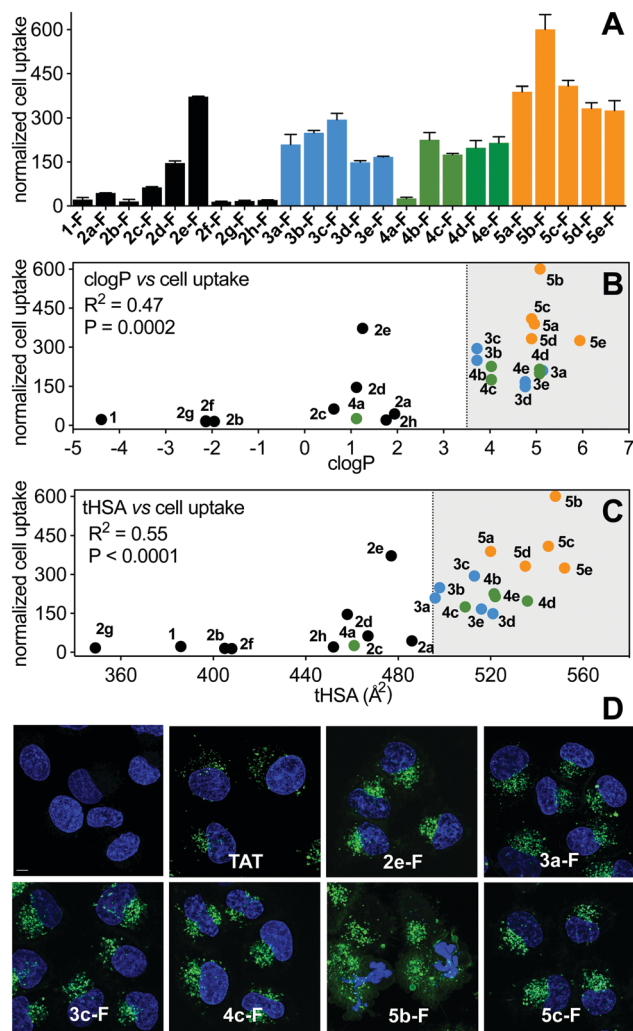 A
normalized cell uptake
600
450
300
150
0
1-F 2a-F 2b-F 2c-F 2d-F 2e-F 2f-F 2g-F 2h-F 3a-F 3b-F 3c-F 3d-F 3e-F 4a-F 4b-F 4c-F 4d-F 4e-F 5a-F 5b-F 5c-F 5d-F 5e-F
B
clogP vs cell uptake
R² = 0.47
P = 0.0002
normalized cell uptake
600
450
300
150
0
5b
5c
2e
5a
3c
5d
5e
3b
4d
2d
4b
4e
3a
2f
4a
2a
4c
3e
1
2g
2b
2c
2h
3d
-5 -4 -3 -2 -1 0 1 2 3 4 5 6 7
clogP
C
tHSA vs cell uptake
R² = 0.55
P < 0.0001
normalized cell uptake
600
450
300
150
0
5b
2e
5a
5c
5d
5e
3c
3b
4b
3a
4e
4d
2d
4c
2g
1
2b
2f
2h
4a
2c
2a
3e
3d
360 400 440 480 520 560
tHSA (Å²)
D
TAT
2e-F
3a-F
3c-F
4c-F
5b-F
5c-F